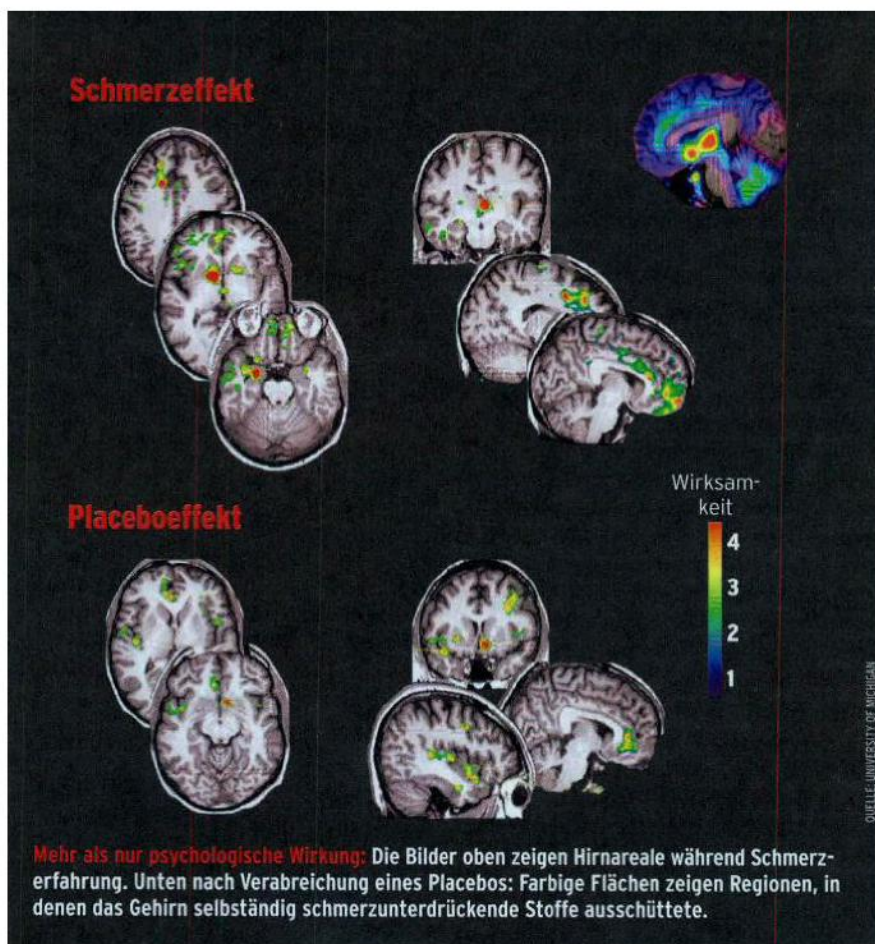 Schmerzeffekt
Wirksam-
keit
4
3
2
1
Placeboeffekt
QUELLE: UNIVERSITY OF MICHIGAN
Mehr als nur psychologische Wirkung: Die Bilder oben zeigen Hirnareale während Schmerz-
erfahrung. Unten nach Verabreichung eines Placebos: Farbige Flächen zeigen Regionen, in
denen das Gehirn selbständig schmerzunterdrückende Stoffe ausschüttete.